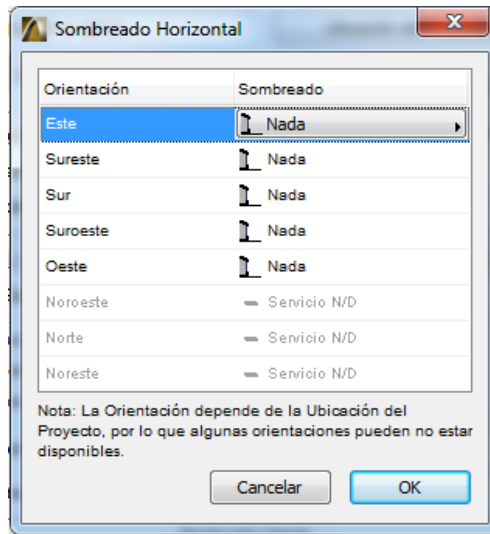 Sombreado Horizontal
Orientación Sombreado
Este Nada
Sureste Nada
Sur Nada
Suroeste Nada
Oeste Nada
Noroeste Servicio N/D
Norte Servicio N/D
Noreste Servicio N/D
Nota: La Orientación depende de la Ubicación del
Proyecto, por lo que algunas orientaciones pueden no estar
disponibles.
Cancelar OK